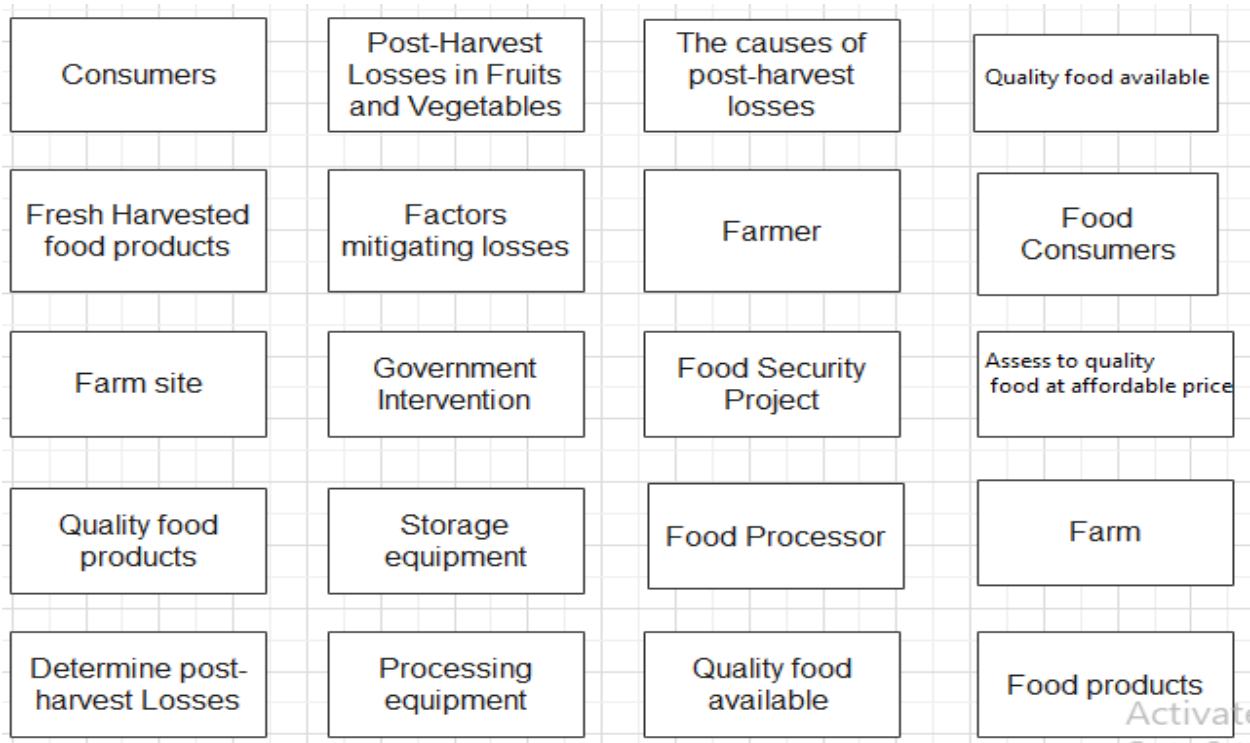 Consumers
Post-Harvest
Losses in Fruits
and Vegetables
The causes of
post-harvest
losses
Quality food available
Fresh Harvested
food products
Factors
mitigating losses
Farmer
Food
Consumers
Farm site
Government
Intervention
Food Security
Project
Assess to quality
food at affordable price
Quality food
products
Storage
equipment
Food Processor
Farm
Determine post-
harvest Losses
Processing
equipment
Quality food
available
Food products
Activate